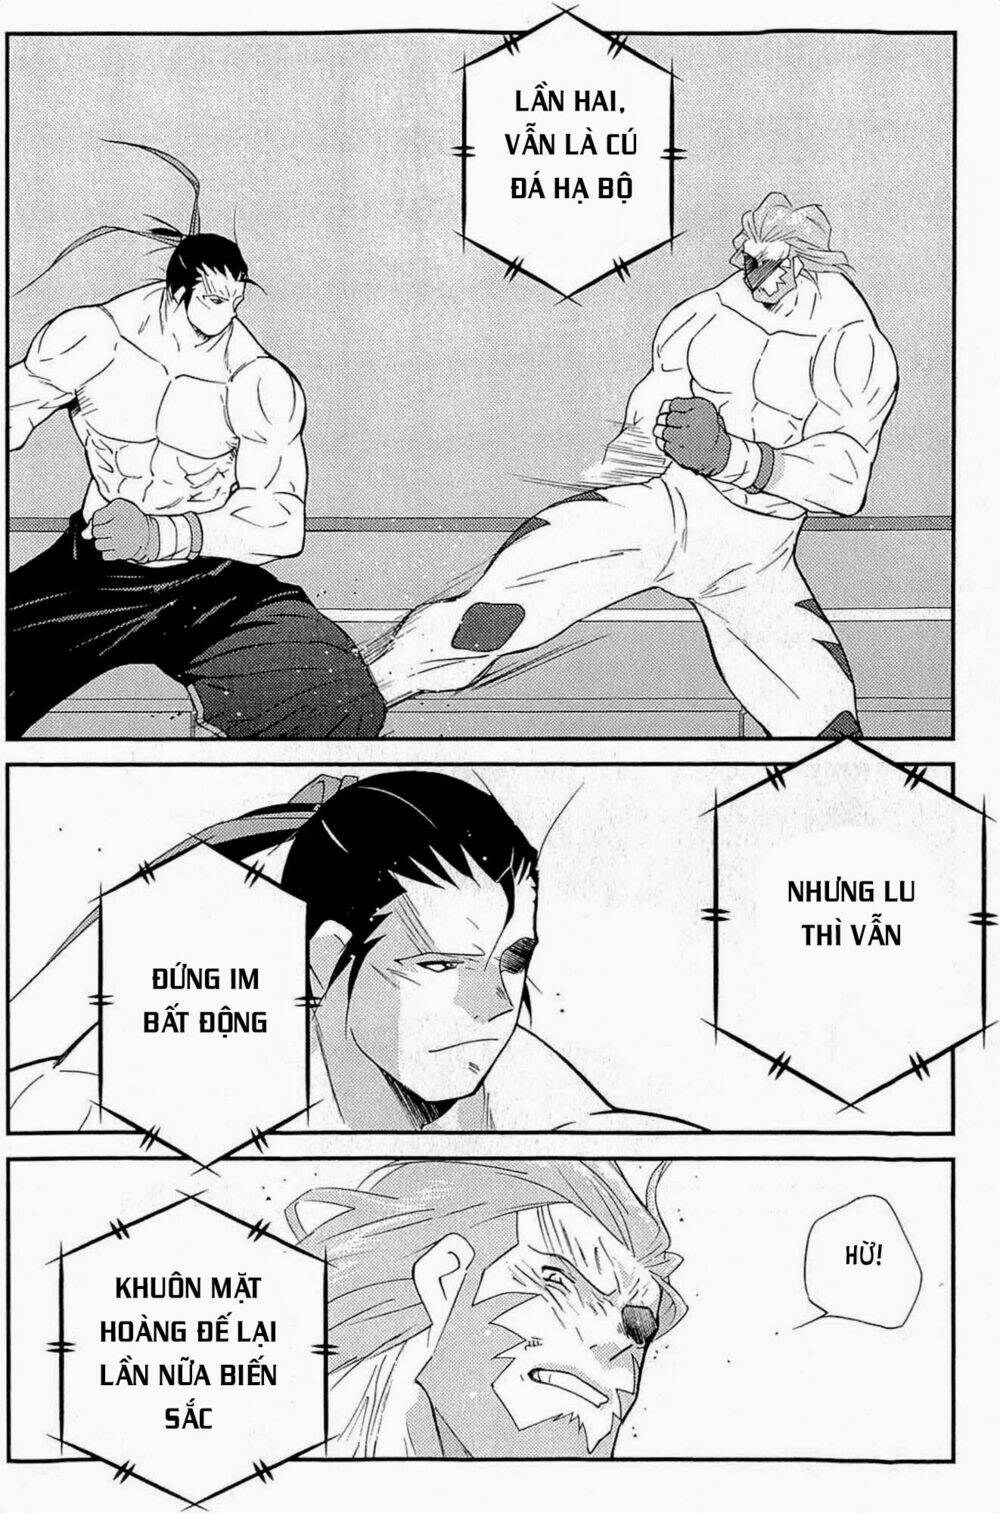 LẦN HAI,
VẪN LÀ CÚ
ĐÁ HẠ BỘ
NHƯNG LU
THÌ VẪN
ĐỨNG IM
BẤT ĐỘNG
HỪ!
KHUÔN MẶT
HOÀNG ĐẾ LẠI
LẦN NỮA BIẾN
SẮC